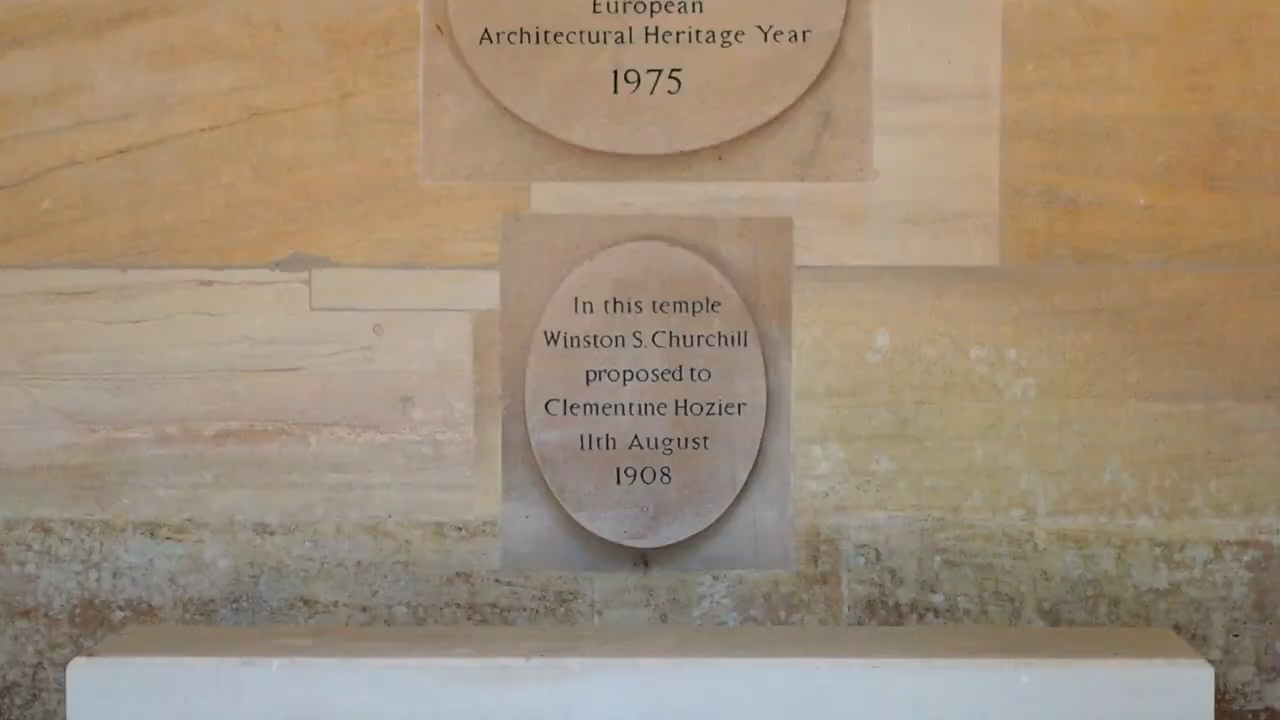 European
Architectural Heritage Year
1975
In this temple
Winston S. Churchill
proposed to
Clementine Hozier
11th August
1908